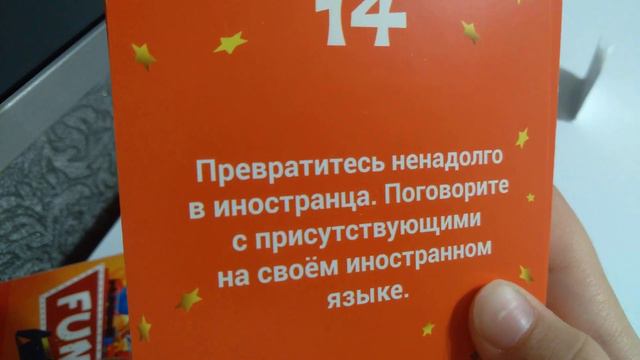 14
Превратитесь ненадолго
в иностранца. Поговорите
с присутствующими
на своём иностранном
языке.
FUN